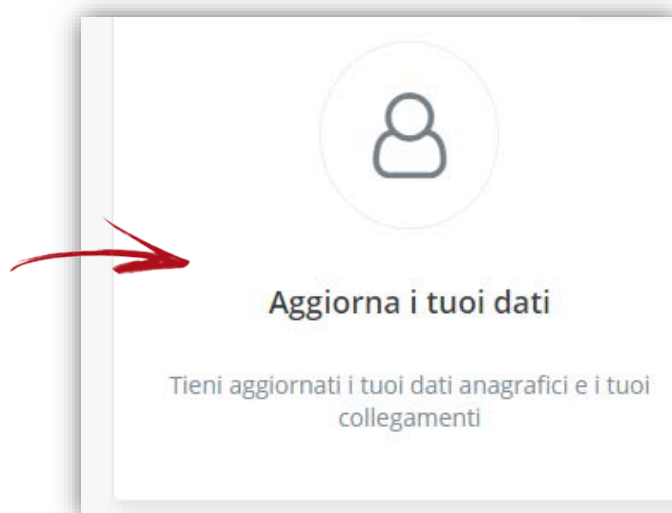 Aggiorna i tuoi dati
Tieni aggiornati i tuoi dati anagrafici e i tuoi
collegamenti